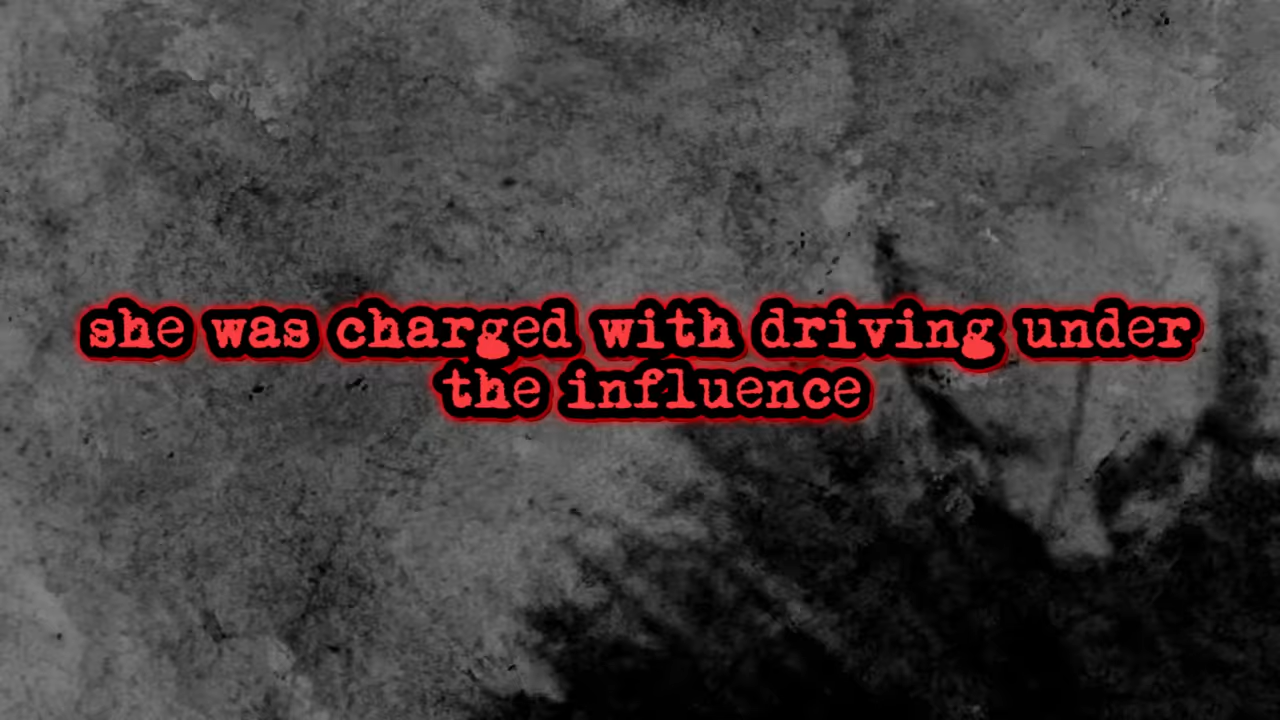 she was charged with driving under
the influence